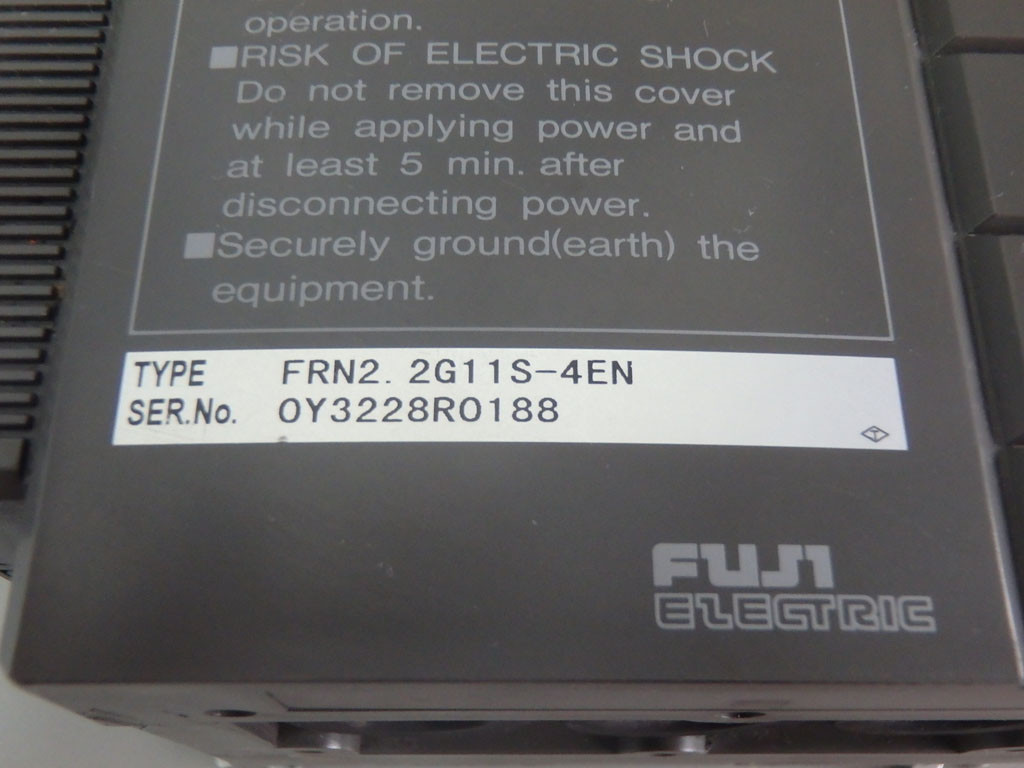 operation.
■RISK OF ELECTRIC SHOCK
Do not remove this cover
while applying power and
at least 5 min. after
disconnecting power.
■Securely ground(earth) the
equipment.
TYPE FRN2.2G11S-4EN
SER.No. 0Y3228R0188
T
FUJI
ELECTRIC